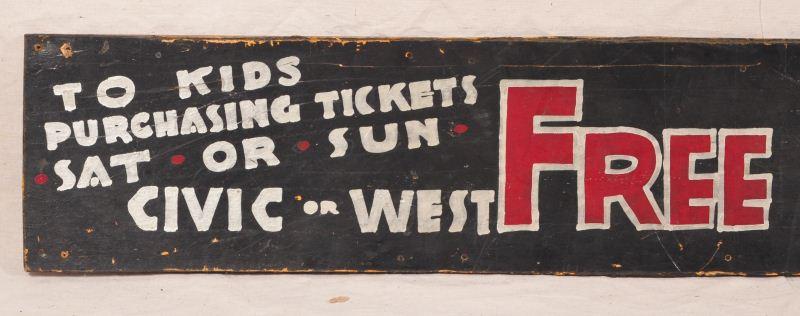 TO KIDS
PURCHASING TICKETS
SAT • OR • SUN •
CIVIC OR WEST
FREE